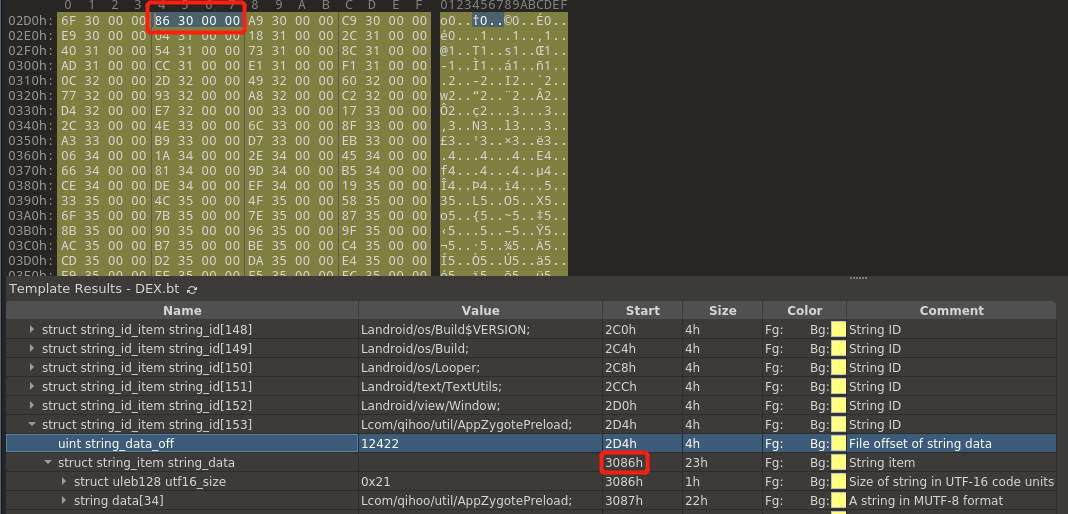 0 1 2 3 4 5 6 7 8 9 A B C D E F 0123456789ABCDEF
02D0h: 6F 30 00 00 86 30 00 00 A9 30 00 00 C9 30 00 00 o0..†0..©0..É0..
02E0h: E9 30 00 00 04 31 00 00 18 31 00 00 2C 31 00 00 é0...1...1..,1..
02F0h: 40 31 00 00 54 31 00 00 73 31 00 00 8C 31 00 00 @1..T1..s1..Œ1..
0300h: AD 31 00 00 CC 31 00 00 E1 31 00 00 F1 31 00 00 -1..Ì1..á1..ñ1..
0310h: 0C 32 00 00 2D 32 00 00 49 32 00 00 60 32 00 00 .2..-2..I2..`2..
0320h: 77 32 00 00 93 32 00 00 A8 32 00 00 C2 32 00 00 w2..“2..¨2..Â2..
0330h: D4 32 00 00 E7 32 00 00 00 33 00 00 17 33 00 00 Ô2..ç2...3...3..
0340h: 2C 33 00 00 4E 33 00 00 6C 33 00 00 8F 33 00 00 ,3..N3..l3...3..
0350h: A3 33 00 00 B9 33 00 00 D7 33 00 00 EB 33 00 00 £3..¹3..×3..ë3..
0360h: 06 34 00 00 1A 34 00 00 2E 34 00 00 45 34 00 00 .4...4...4..E4..
0370h: 66 34 00 00 81 34 00 00 9D 34 00 00 B5 34 00 00 f4...4...4..µ4..
0380h: CE 34 00 00 DE 34 00 00 EF 34 00 00 19 35 00 00 Î4..Þ4..ï4...5..
0390h: 33 35 00 00 4C 35 00 00 4F 35 00 00 58 35 00 00 35..L5..O5..X5..
03A0h: 6F 35 00 00 7B 35 00 00 7E 35 00 00 87 35 00 00 o5..{5..~5..‡5..
03B0h: 8B 35 00 00 90 35 00 00 96 35 00 00 9F 35 00 00 ‹5...5..–5..Ÿ5..
03C0h: AC 35 00 00 B7 35 00 00 BE 35 00 00 C4 35 00 00 ¬5..·5..¾5..Ä5..
03D0h: CD 35 00 00 D2 35 00 00 DA 35 00 00 E4 35 00 00 Í5..Ò5..Ú5..ä5..
Template Results - DEX.bt
Name Value Start Size Color Comment
struct string_id_item string_id[148] Landroid/os/Build$VERSION; 2C0h 4h Fg: Bg: String ID
struct string_id_item string_id[149] Landroid/os/Build; 2C4h 4h Fg: Bg: String ID
struct string_id_item string_id[150] Landroid/os/Looper; 2C8h 4h Fg: Bg: String ID
struct string_id_item string_id[151] Landroid/text/TextUtils; 2CCh 4h Fg: Bg: String ID
struct string_id_item string_id[152] Landroid/view/Window; 2D0h 4h Fg: Bg: String ID
struct string_id_item string_id[153] Lcom/qihoo/util/AppZygotePreload; 2D4h 4h Fg: Bg: String ID
uint string_data_off 12422 2D4h 4h Fg: Bg: File offset of string data
struct string_item string_data 3086h 23h Fg: Bg: String item
struct uleb128 utf16_size 0x21 3086h 1h Fg: Bg: Size of string in UTF-16 code units
string data[34] Lcom/qihoo/util/AppZygotePreload; 3087h 22h Fg: Bg: A string in MUTF-8 format